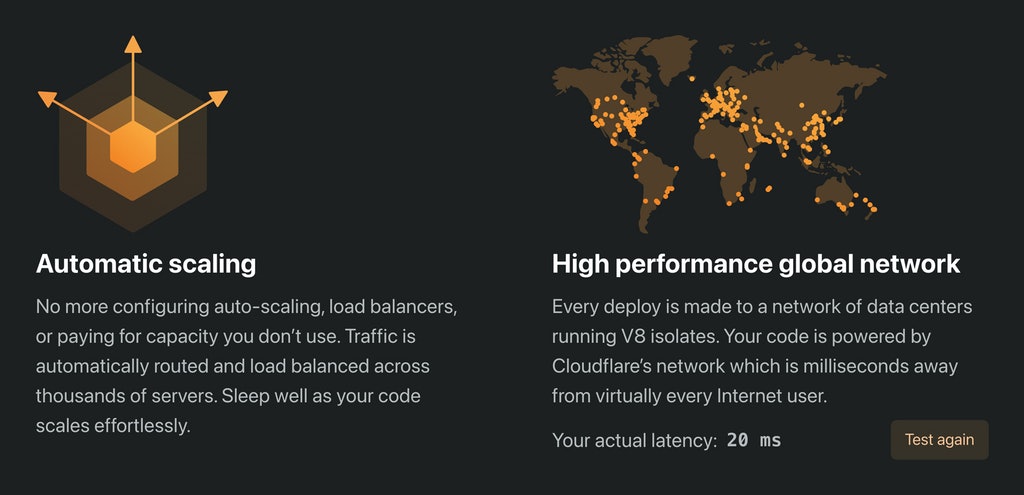 Automatic scaling
No more configuring auto-scaling, load balancers,
or paying for capacity you don’t use. Traffic is
automatically routed and load balanced across
thousands of servers. Sleep well as your code
scales effortlessly.
High performance global network
Every deploy is made to a network of data centers
running V8 isolates. Your code is powered by
Cloudflare’s network which is milliseconds away
from virtually every Internet user.
Your actual latency: 20 ms
Test again